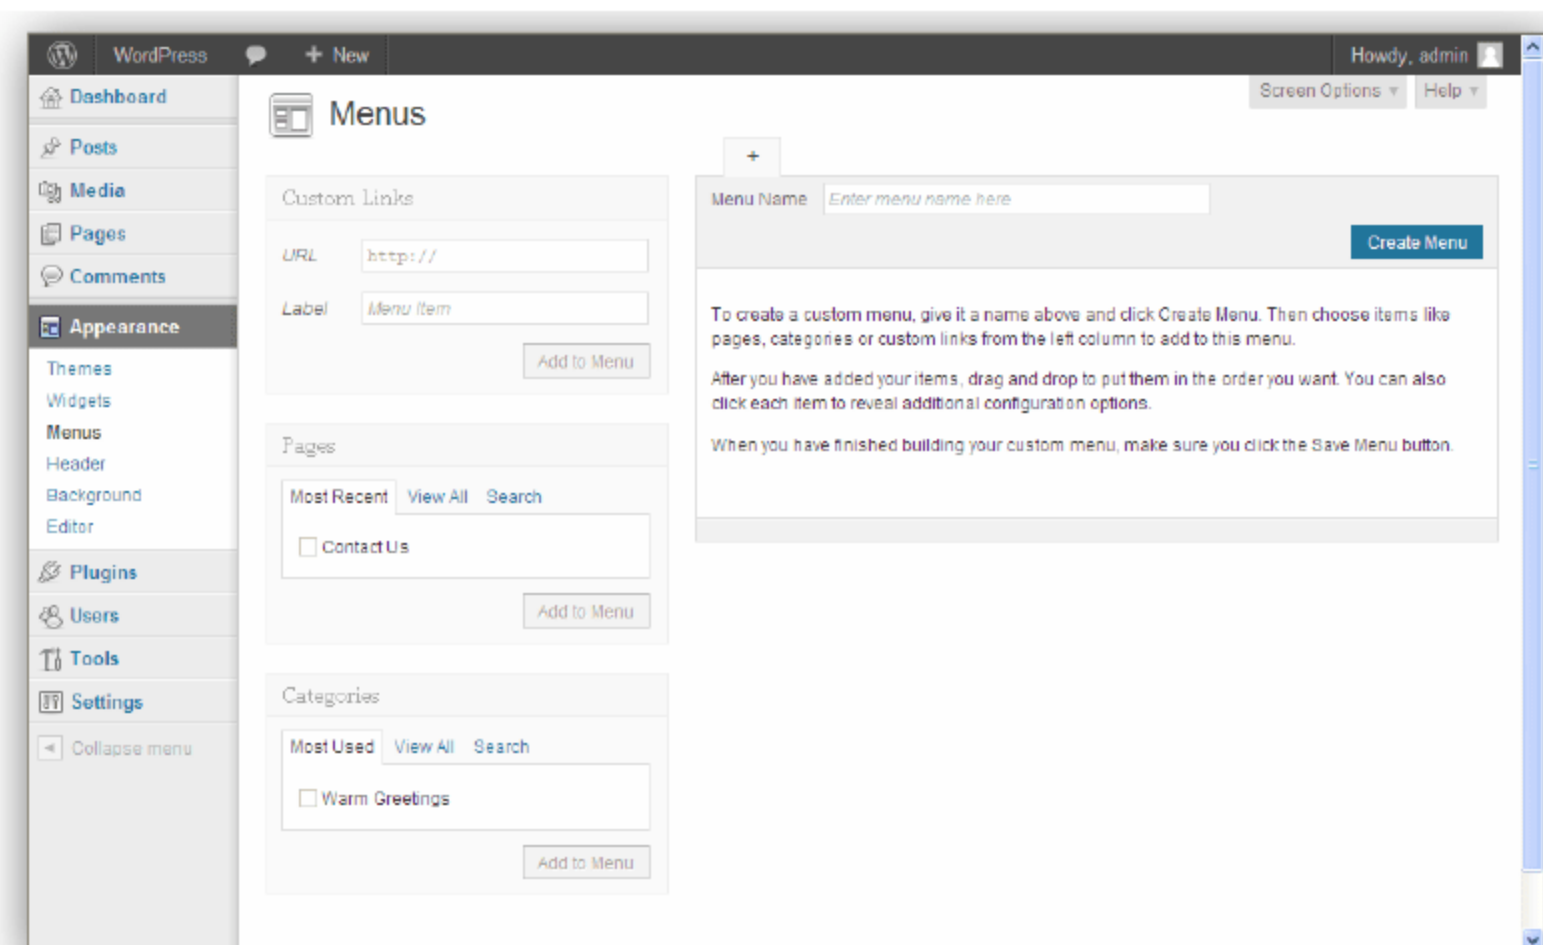 WordPress
New
Howdy, admin
Screen Options
Help
Dashboard
Posts
Media
Pages
Comments
Appearance
Themes
Widgets
Menus
Header
Background
Editor
Plugins
Users
Tools
Settings
Collapse menu
Menus
Custom Links
URL http://
Label Menu Item
Add to Menu
Pages
Most Recent View All Search
Contact Us
Add to Menu
Categories
Most Used View All Search
Warm Greetings
Add to Menu
+
Menu Name Enter menu name here
Create Menu
To create a custom menu, give it a name above and click Create Menu. Then choose items like
pages, categories or custom links from the left column to add to this menu.
After you have added your items, drag and drop to put them in the order you want. You can also
click each item to reveal additional configuration options.
When you have finished building your custom menu, make sure you click the Save Menu button.